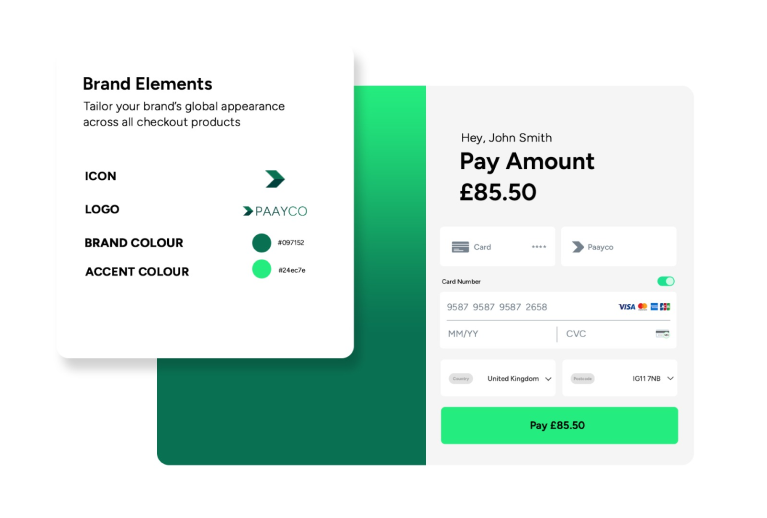 Brand Elements
Tailor your brand's global appearance
across all checkout products
ICON
LOGO
PAAYCO
BRAND COLOUR
#097152
ACCENT COLOUR
#24ec7e
Hey, John Smith
Pay Amount
£85.50
Card
Paayco
Card Number
9587 9587 9587 2658
VISA
MM/YY
CVC
Country
United Kingdom
Postcode
IG11 7NB
Pay £85.50